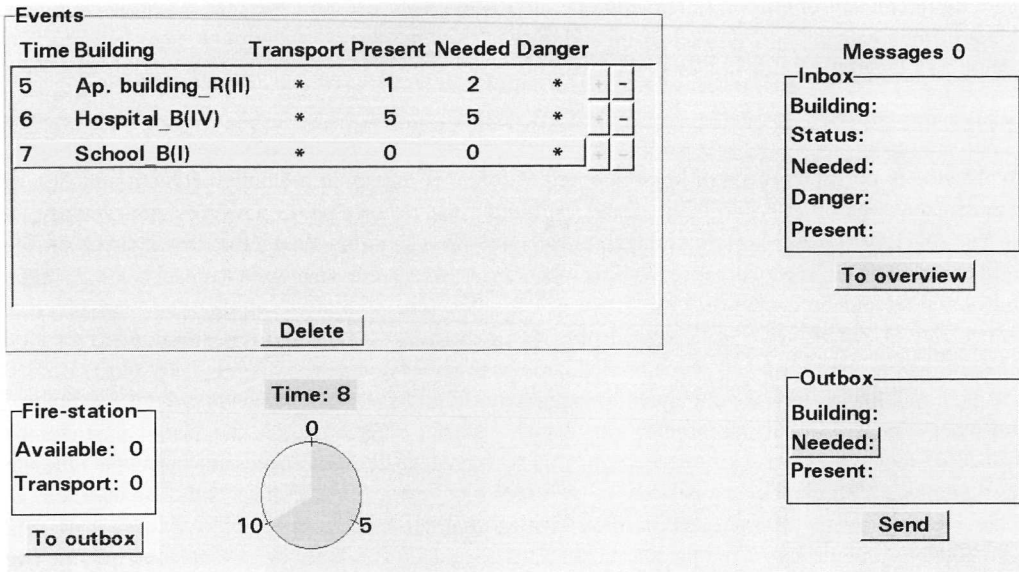 Events
Time Building Transport Present Needed Danger
5 Ap. building_R(II) * 1 2 * + -
6 Hospital_B(IV) * 5 5 * + -
7 School_B(I) * 0 0 * + -
Delete
Messages 0
Inbox
Building:
Status:
Needed:
Danger:
Present:
To overview
Fire-station
Available: 0
Transport: 0
To outbox
Time: 8
0
5
10
Outbox
Building:
Needed:
Present:
Send